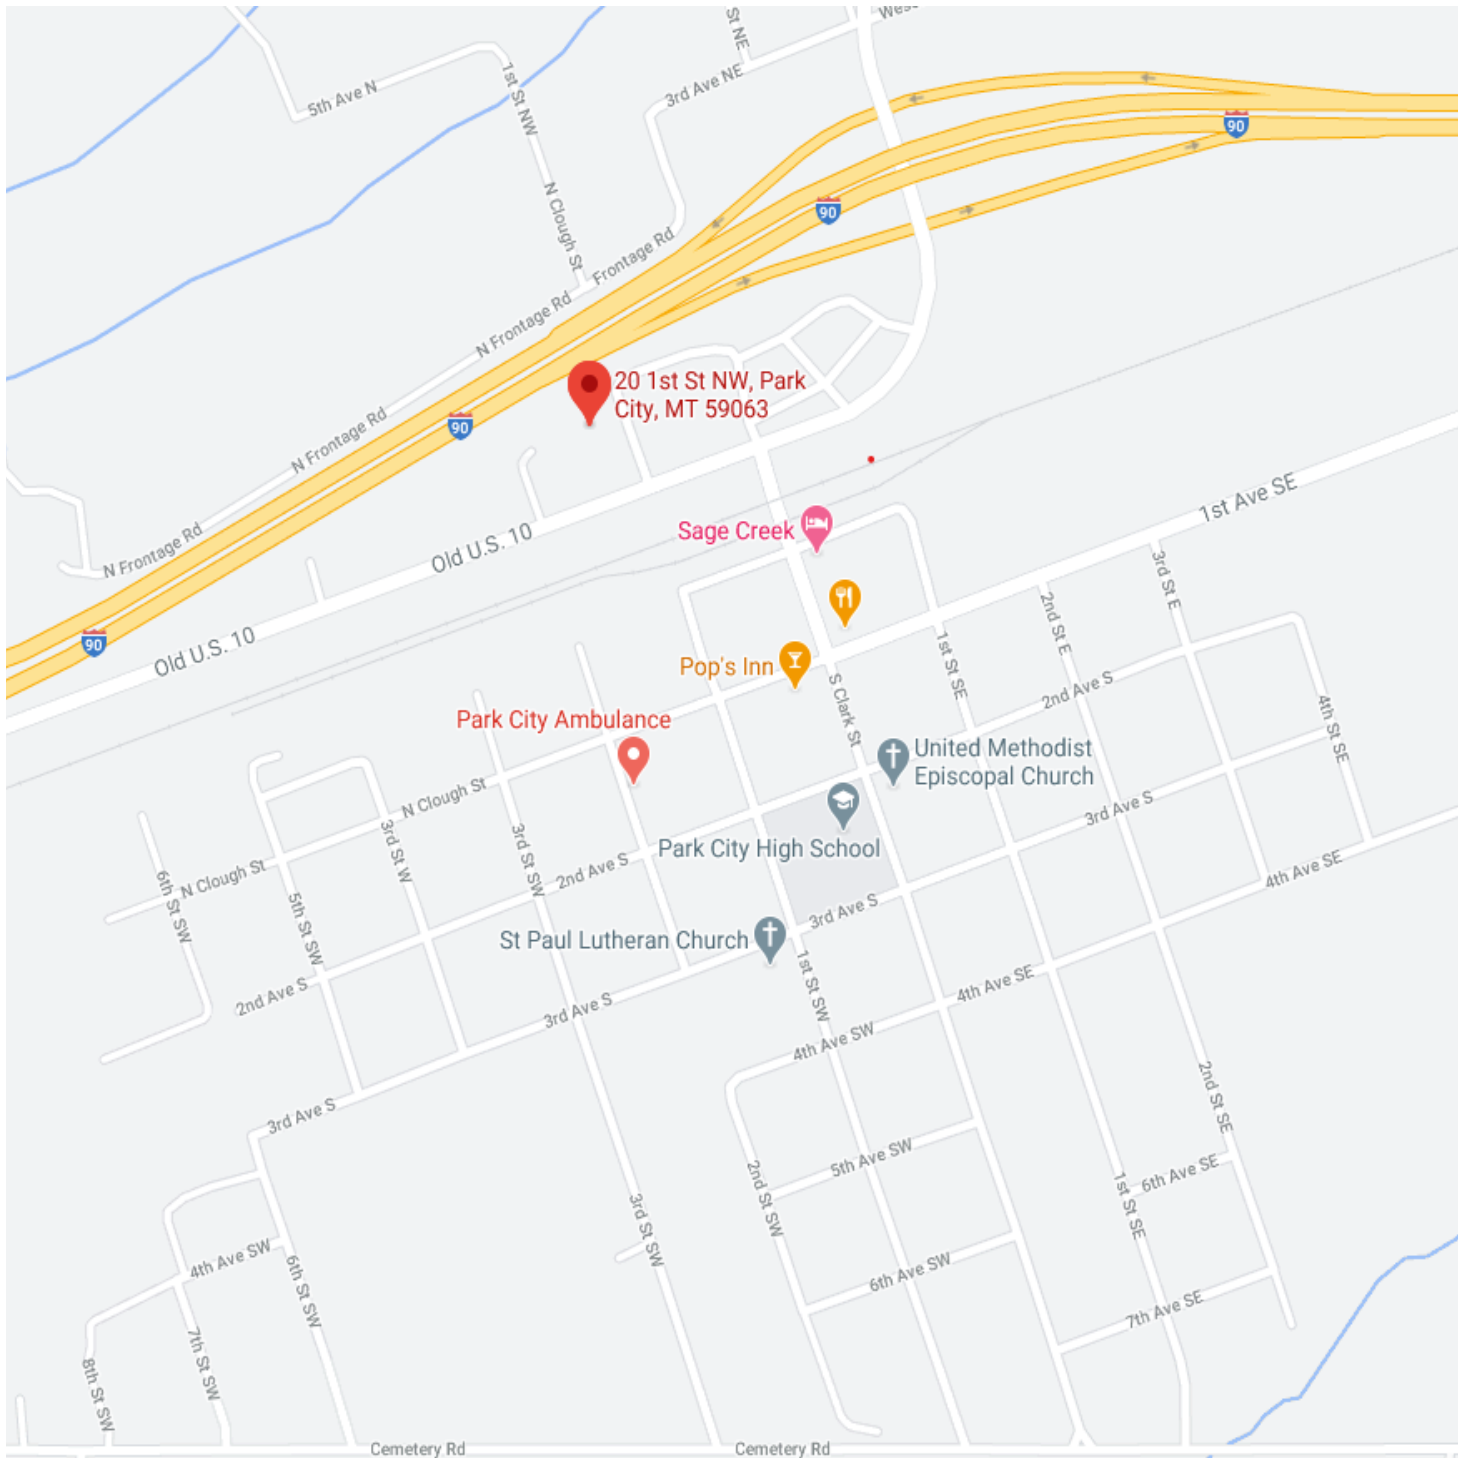 St NE
Wes
3rd Ave NE
5th Ave N
1st St NW
90
90
N Clough St
Frontage Rd
N Frontage Rd
20 1st St NW, Park
City, MT 59063
90
N Frontage Rd
N Frontage Rd
Old U.S. 10
1st Ave SE
Sage Creek
90
Old U.S. 10
3rd St E
2nd St E
1st St SE
Pop's Inn
2nd Ave S
S Clark St
4th St SE
Park City Ambulance
United Methodist
Episcopal Church
N Clough St
3rd Ave S
3rd St W
3rd St SW
Park City High School
2nd Ave S
4th Ave SE
N Clough St
6th St SW
5th St SW
3rd Ave S
St Paul Lutheran Church
1st St SW
4th Ave SE
2nd Ave S
3rd Ave S
4th Ave SW
2nd St SE
3rd Ave S
5th Ave SW
6th Ave SE
2nd St SW
1st St SE
3rd St SW
4th Ave SW
6th Ave SW
6th St SW
7th Ave SE
7th St SW
8th St SW
Cemetery Rd
Cemetery Rd